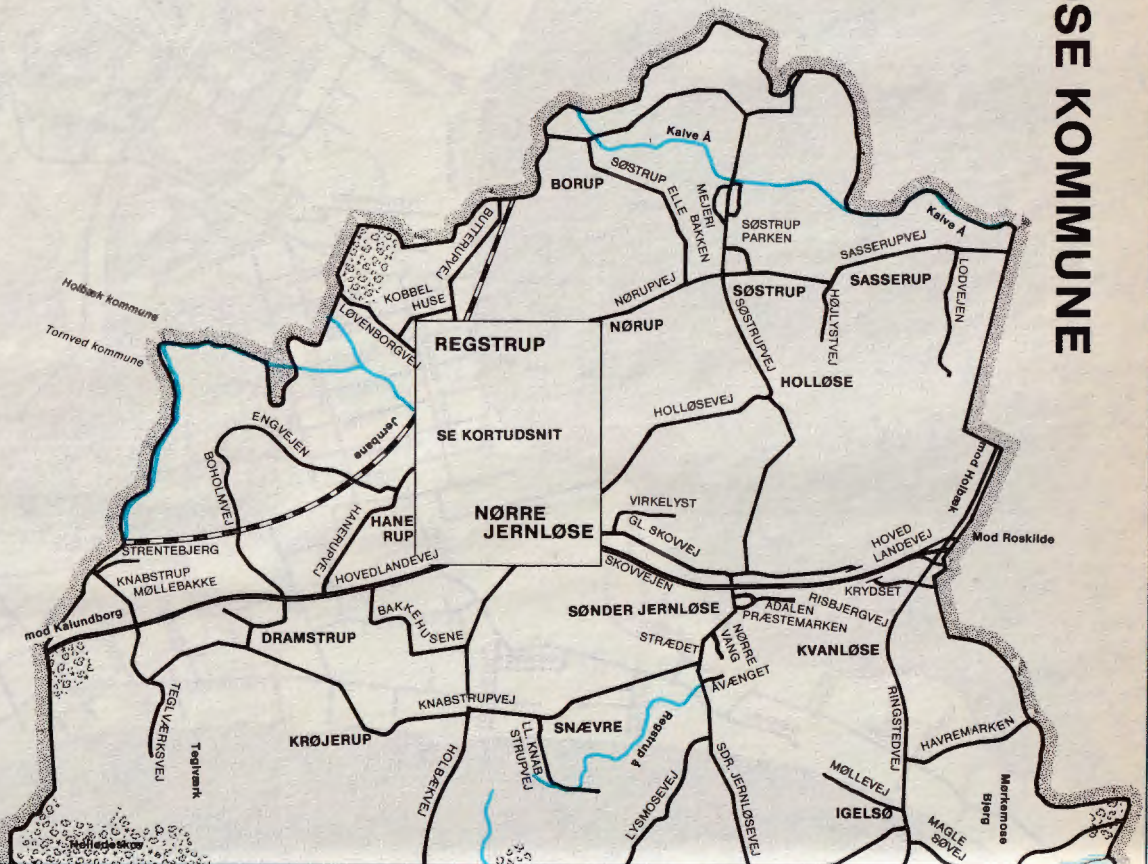 SE KOMMUNE
Kalve Å
SØSTRUP
ELLE
BAKKEN
MEJERI
BORUP
SØSTRUP
PARKEN
Kalve Å
BUTTERUPVEJ
SASSERUPVEJ
LODVEJEN
SASSERUP
KOBBEL
HUSE
NØRUPVEJ
SØSTRUP
HØJLYSTVEJ
Holbæk kommune
Tornved kommune
LØVENBORGVEJ
NØRUP
SØSTRUPVEJ
REGSTRUP
HOLLØSE
HOLLØSEVEJ
ENGVEJEN
Jernbane
SE KORTUDSNIT
BOHOLMVEJ
mod Holbæk
VIRKELYST
NØRRE
JERNLØSE
HANE
RUP
HANERUPVEJ
GL. SKOVVEJ
HOVED
LANDEVEJ
Mod Roskilde
STRENTEBJERG
KNABSTRUP
MØLLEBAKKE
HOVEDLANDEVEJ
SKOVVEJEN
KRYDSET
RISBJERGVEJ
ADALEN
PRÆSTEMARKEN
SØNDER JERNLØSE
BAKKEHUSENE
mod Kalundborg
DRAMSTRUP
STRÆDET
NØRRE
VANG
KVANLØSE
AVÆNGET
TEGLVÆRKSVEJ
KNABSTRUPVEJ
RINGSTEDVEJ
SNÆVRE
Regstrup å
HAVREMARKEN
KRØJERUP
LL. KNAB
STRUPVEJ
Teglværk
HOLBÆKVEJ
LYSMOSEVEJ
SDR. JERNLØSEVEJ
MØLLEVEJ
Mørkemose
Bjerg
IGELSØ
MAGLE
SØVEJ